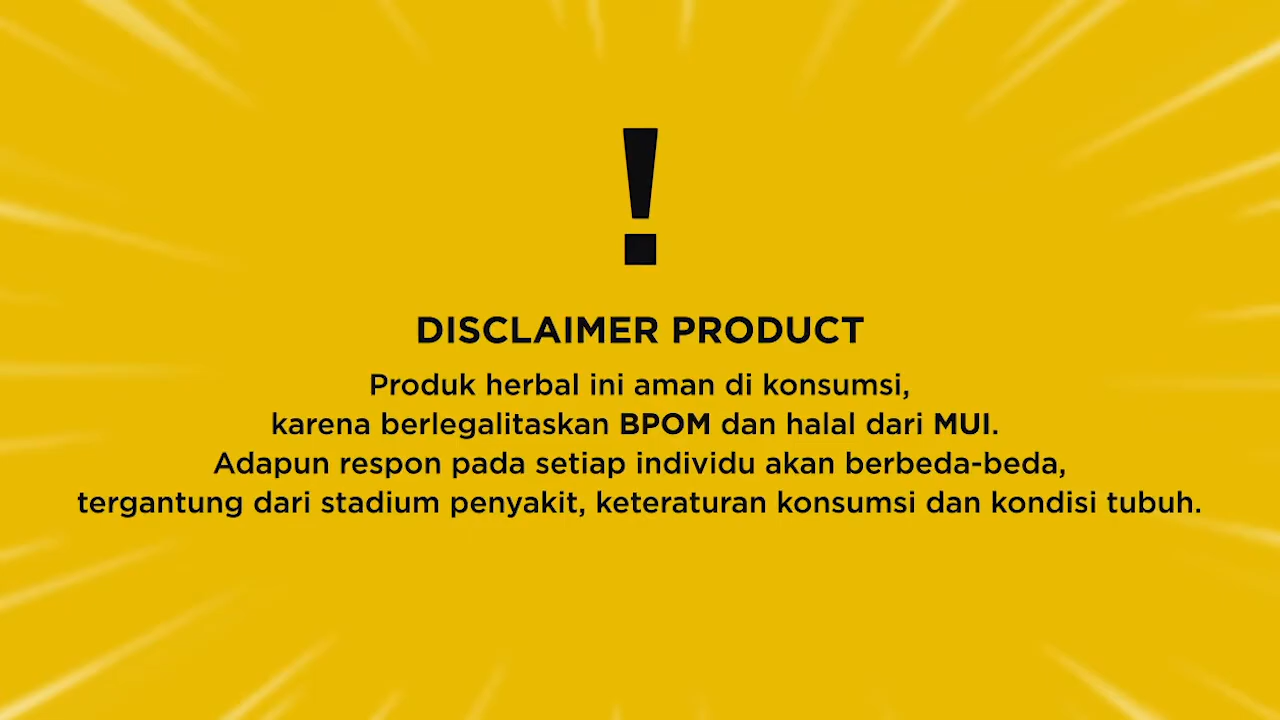 !
DISCLAIMER PRODUCT
Produk herbal ini aman di konsumsi,
karena berlegalitaskan BPOM dan halal dari MUI.
Adapun respon pada setiap individu akan berbeda-beda,
tergantung dari stadium penyakit, keteraturan konsumsi dan kondisi tubuh.